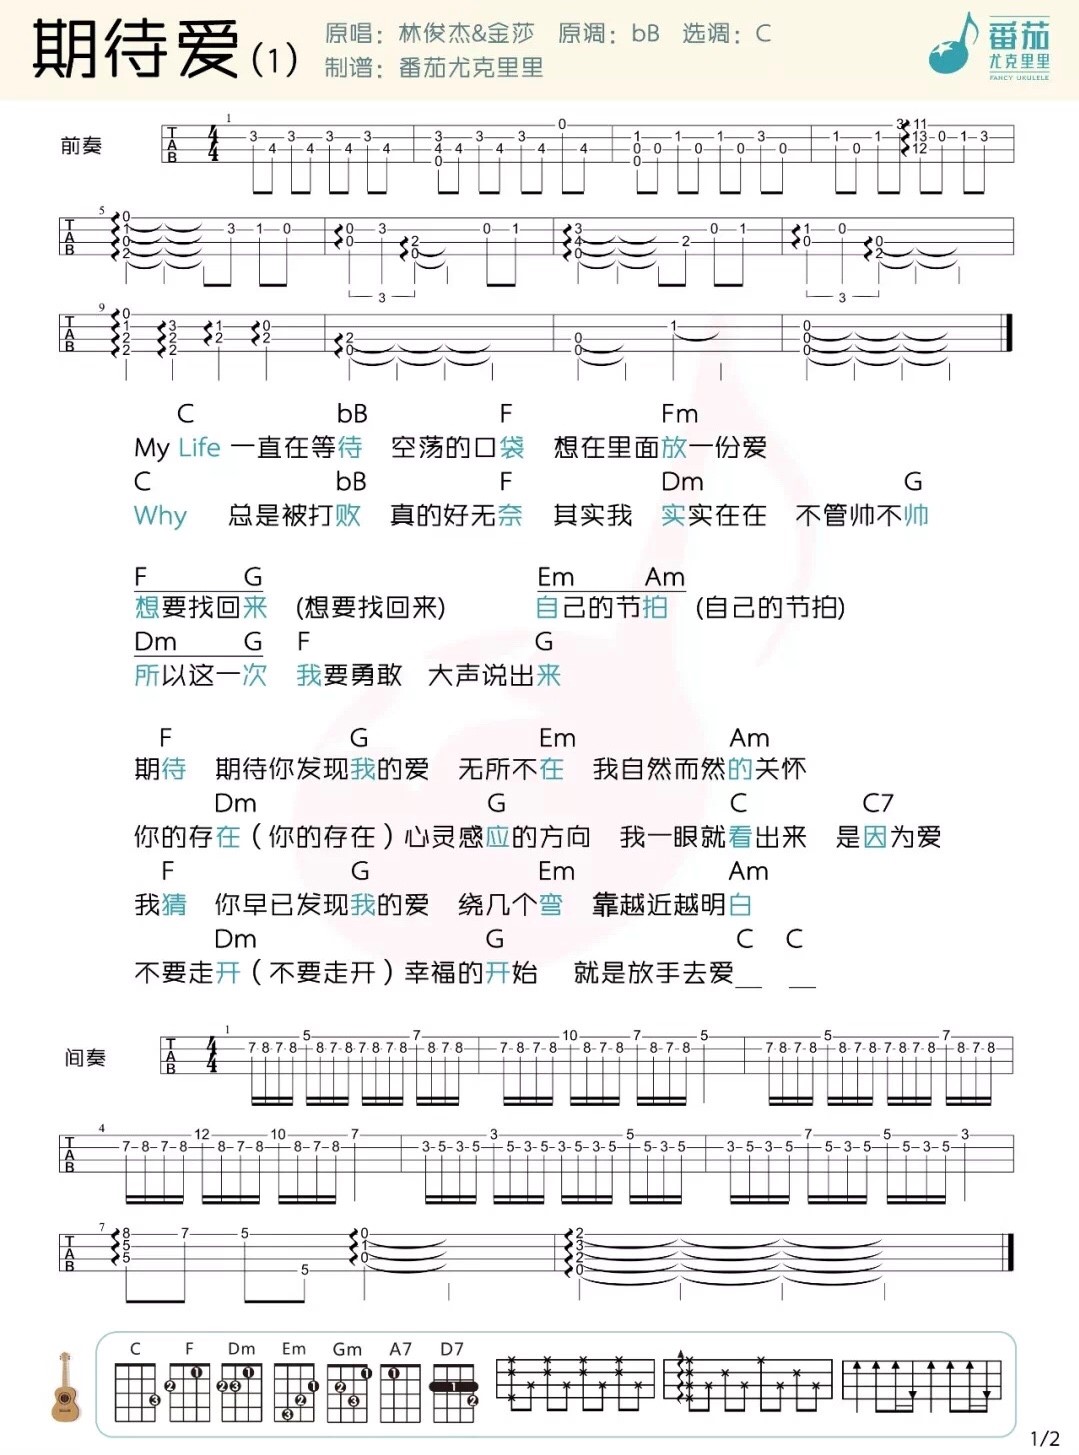 期待爱(1)
原唱：林俊杰&金莎 原调：bB 选调：C
制谱：番茄尤克里里
番茄
尤克里里
FANCY UKULELE
前奏
C bB F Fm
My Life 一直在等待 空荡的口袋 想在里面放一份爱
C bB F Dm G
Why 总是被打败 真的好无奈 其实我 实实在在 不管帅不帅
F G Em Am
想要找回来 (想要找回来) 自己的节拍 (自己的节拍)
Dm G F G
所以这一次 我要勇敢 大声说出来
F G Em Am
期待 期待你发现我的爱 无所不在 我自然而然的关怀
Dm G C C7
你的存在（你的存在）心灵感应的方向 我一眼就看出来 是因为爱
F G Em Am
我猜 你早已发现我的爱 绕几个弯 靠越近越明白
Dm G C C
不要走开（不要走开）幸福的开始 就是放手去爱__ __
间奏
C F Dm Em Gm A7 D7
1/2